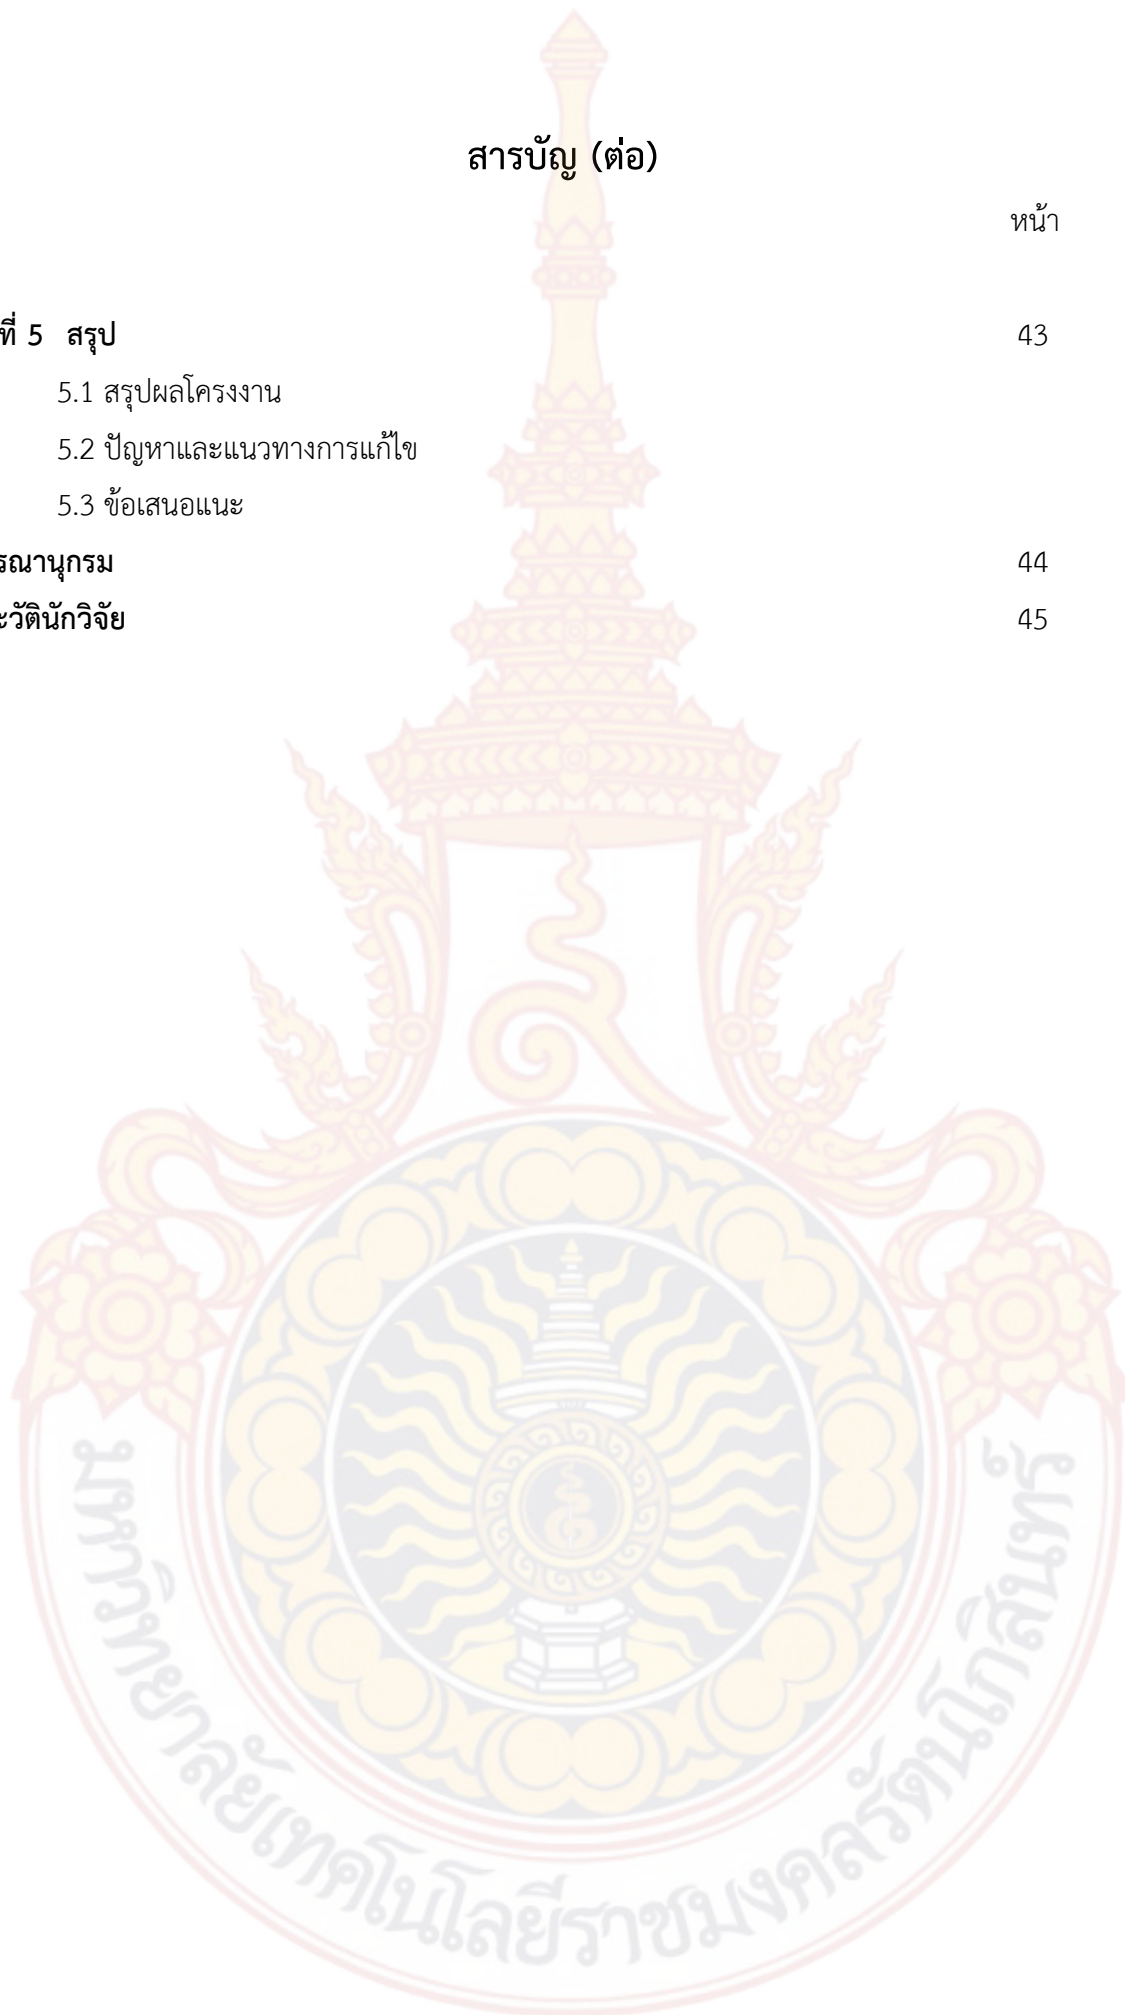 สารบัญ (ต่อ)
หน้า
ที่ 5 สรุป 43
5.1 สรุปผลโครงงาน
5.2 ปัญหาและแนวทางการแก้ไข
5.3 ข้อเสนอแนะ
รณานุกรม 44
ะวัตินักวิจัย 45
มหาวิทยาลัยเทคโนโลยีราชมงคลรัตนโกสินทร์